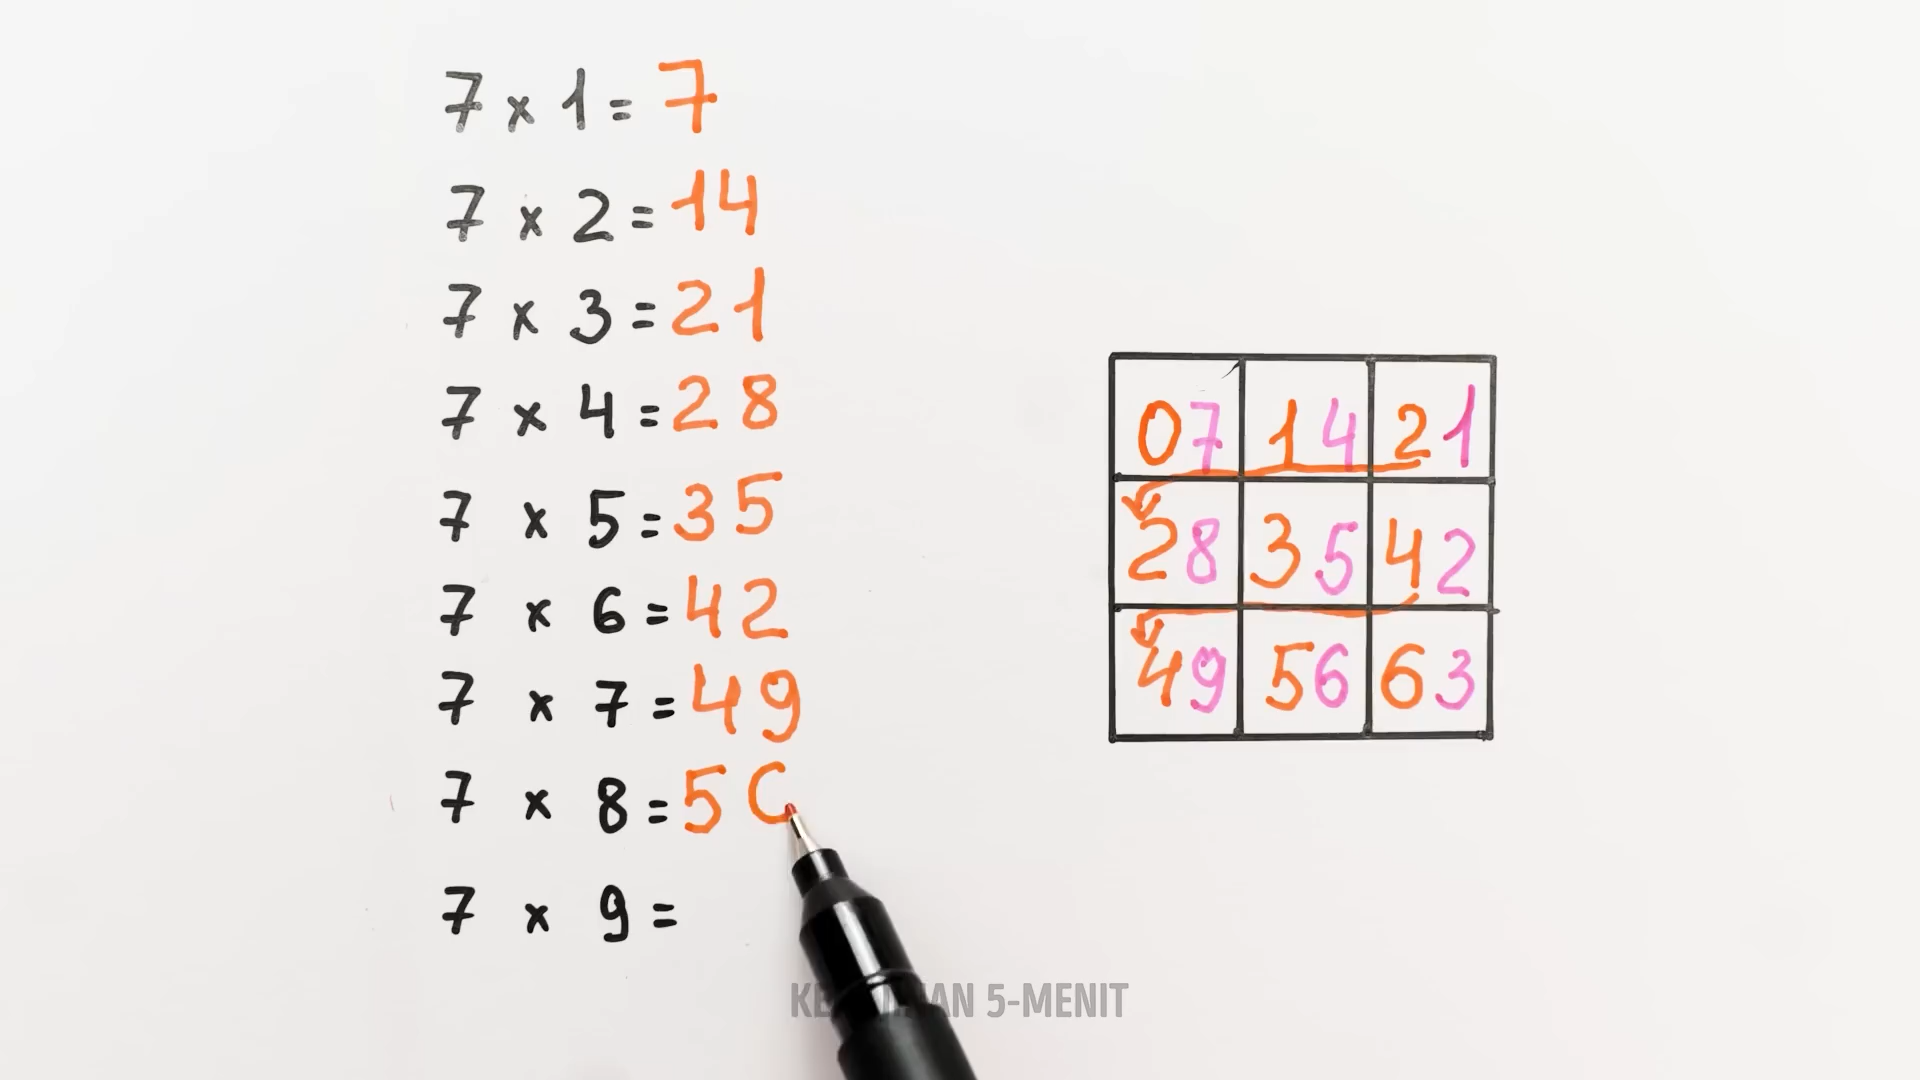 7 x 1 = 7
7 x 2 = 14
7 x 3 = 21
7 x 4 = 28
7 x 5 = 35
7 x 6 = 42
7 x 7 = 49
7 x 8 = 5
7 x 9 =
07 14 21
28 35 42
49 56 63
5-MENIT